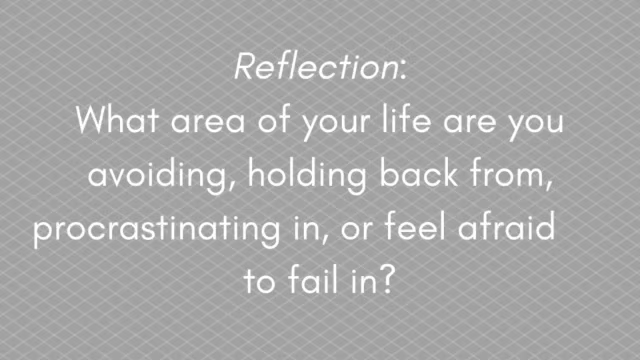 Reflection:
What area of your life are you
avoiding, holding back from,
procrastinating in, or feel afraid
to fail in?